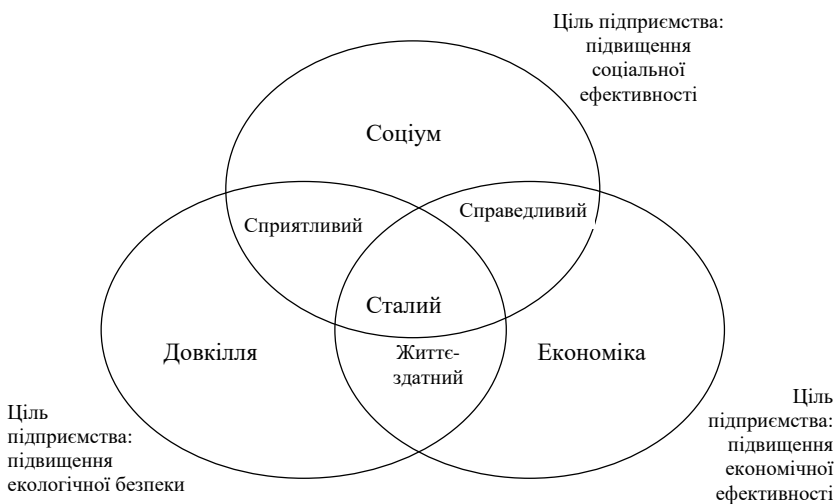 Ціль підприємства:
підвищення
соціальної
ефективності
Соціум
Сприятливий
Справедливий
Сталий
Довкілля
Життє-
здатний
Економіка
Ціль
підприємства:
підвищення
екологічної безпеки
Ціль
підприємства:
підвищення
економічної
ефективності